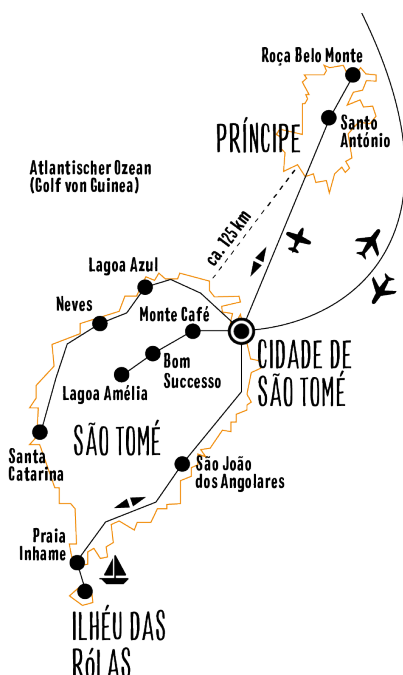 Roça Belo Monte
PRÍNCIPE
Santo
António
Atlantischer Ozean
(Golf von Guinea)
ca. 125 km
Lagoa Azul
Neves
Monte Café
CIDADE DE
SÃO TOMÉ
Bom
Successo
Lagoa Amélia
SÃO TOMÉ
Santa
Catarina
São João
dos Angolares
Praia
Inhame
ILHÉU DAS
RóLAS